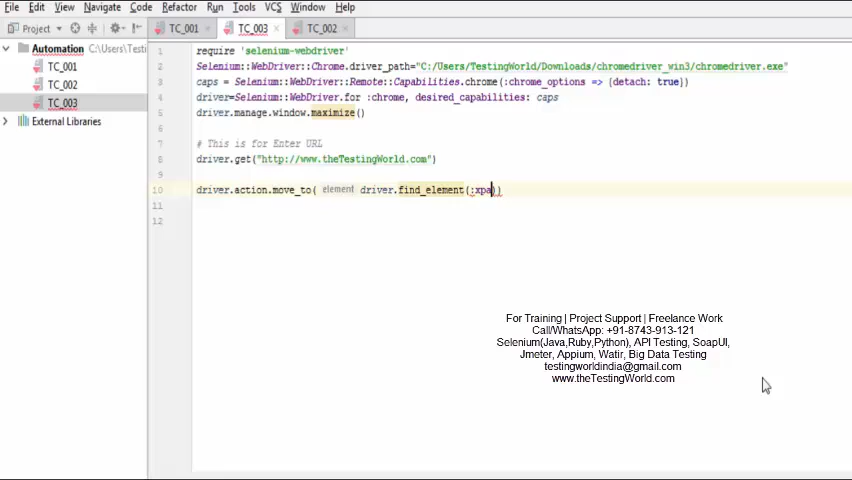 File Edit View Navigate Code Refactor Run Tools VCS Window Help
Project TC_001 TC_003 TC_002
Automation C:\Users\Testi
TC_001
TC_002
TC_003
External Libraries
1 require 'selenium-webdriver'
2 Selenium::WebDriver::Chrome.driver_path="C:/Users/TestingWorld/Downloads/chromedriver_win3/chromedriver.exe"
3 caps = Selenium::WebDriver::Remote::Capabilities.chrome(:chrome_options => {detach: true})
4 driver=Selenium::WebDriver.for :chrome, desired_capabilities: caps
5 driver.manage.window.maximize()
6
7 # This is for Enter URL
8 driver.get("http://www.theTestingWorld.com")
9
10 driver.action.move_to( element driver.find_element(:xpa))
11
12
For Training | Project Support | Freelance Work
Call/WhatsApp: +91-8743-913-121
Selenium(Java,Ruby,Python), API Testing, SoapUI,
Jmeter, Appium, Watir, Big Data Testing
testingworldindia@gmail.com
www.theTestingWorld.com